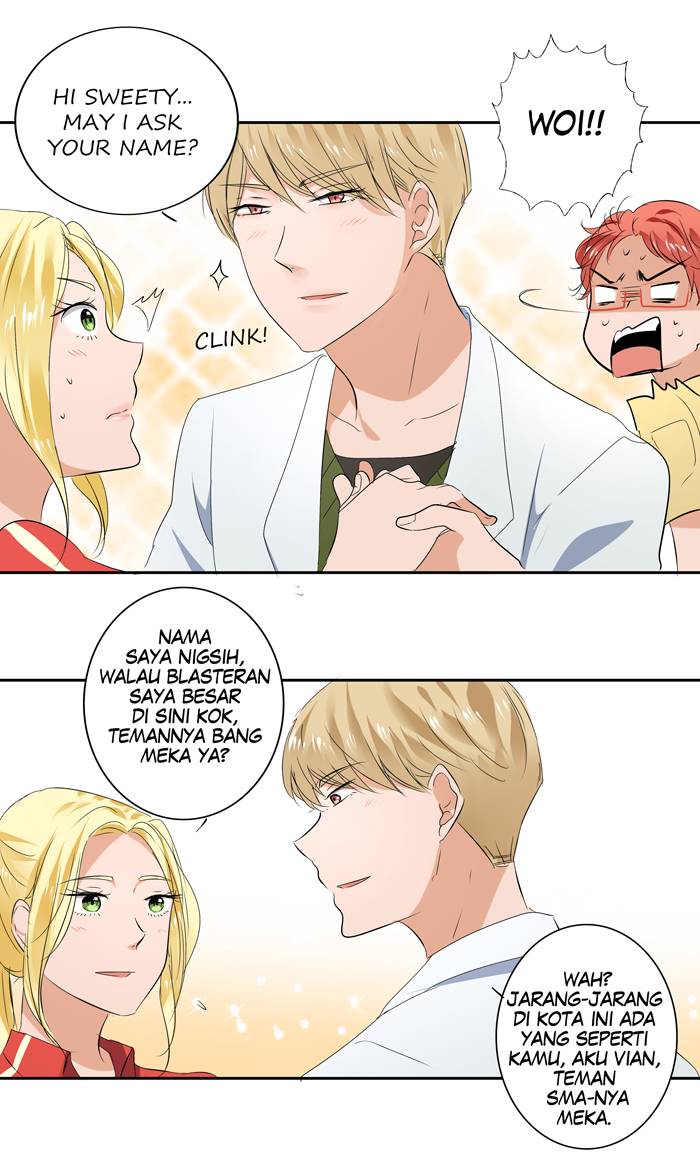 HI SWEETY...
MAY I ASK
YOUR NAME?
WOI!!
CLINK!
NAMA
SAYA NIGSIH,
WALAU BLASTERAN
SAYA BESAR
DI SINI KOK,
TEMANNYA BANG
MEKA YA?
WAH?
JARANG-JARANG
DI KOTA INI ADA
YANG SEPERTI
KAMU, AKU VIAN,
TEMAN
SMA-NYA
MEKA.